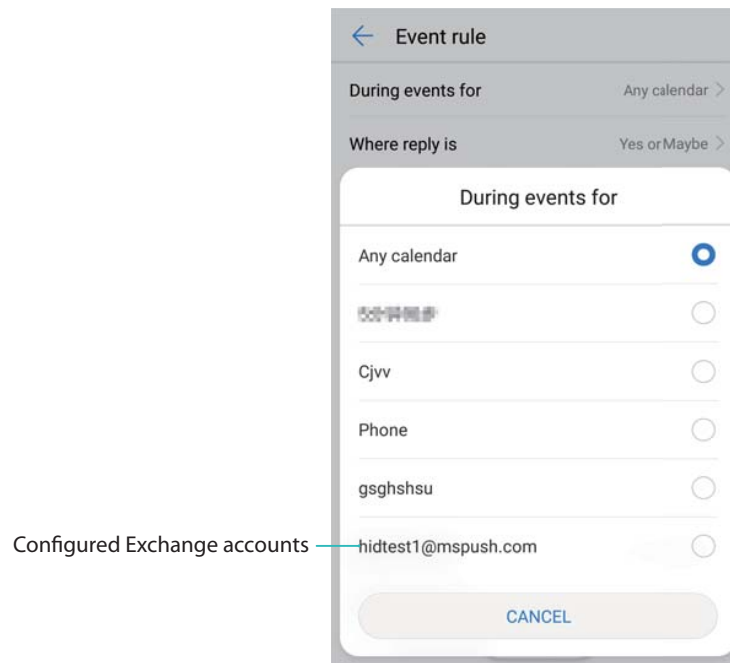 Event rule
During events for Any calendar
Where reply is Yes or Maybe
During events for
Any calendar
Cjvv
Phone
gsghshsu
Configured Exchange accounts hidtest1@mspush.com
CANCEL